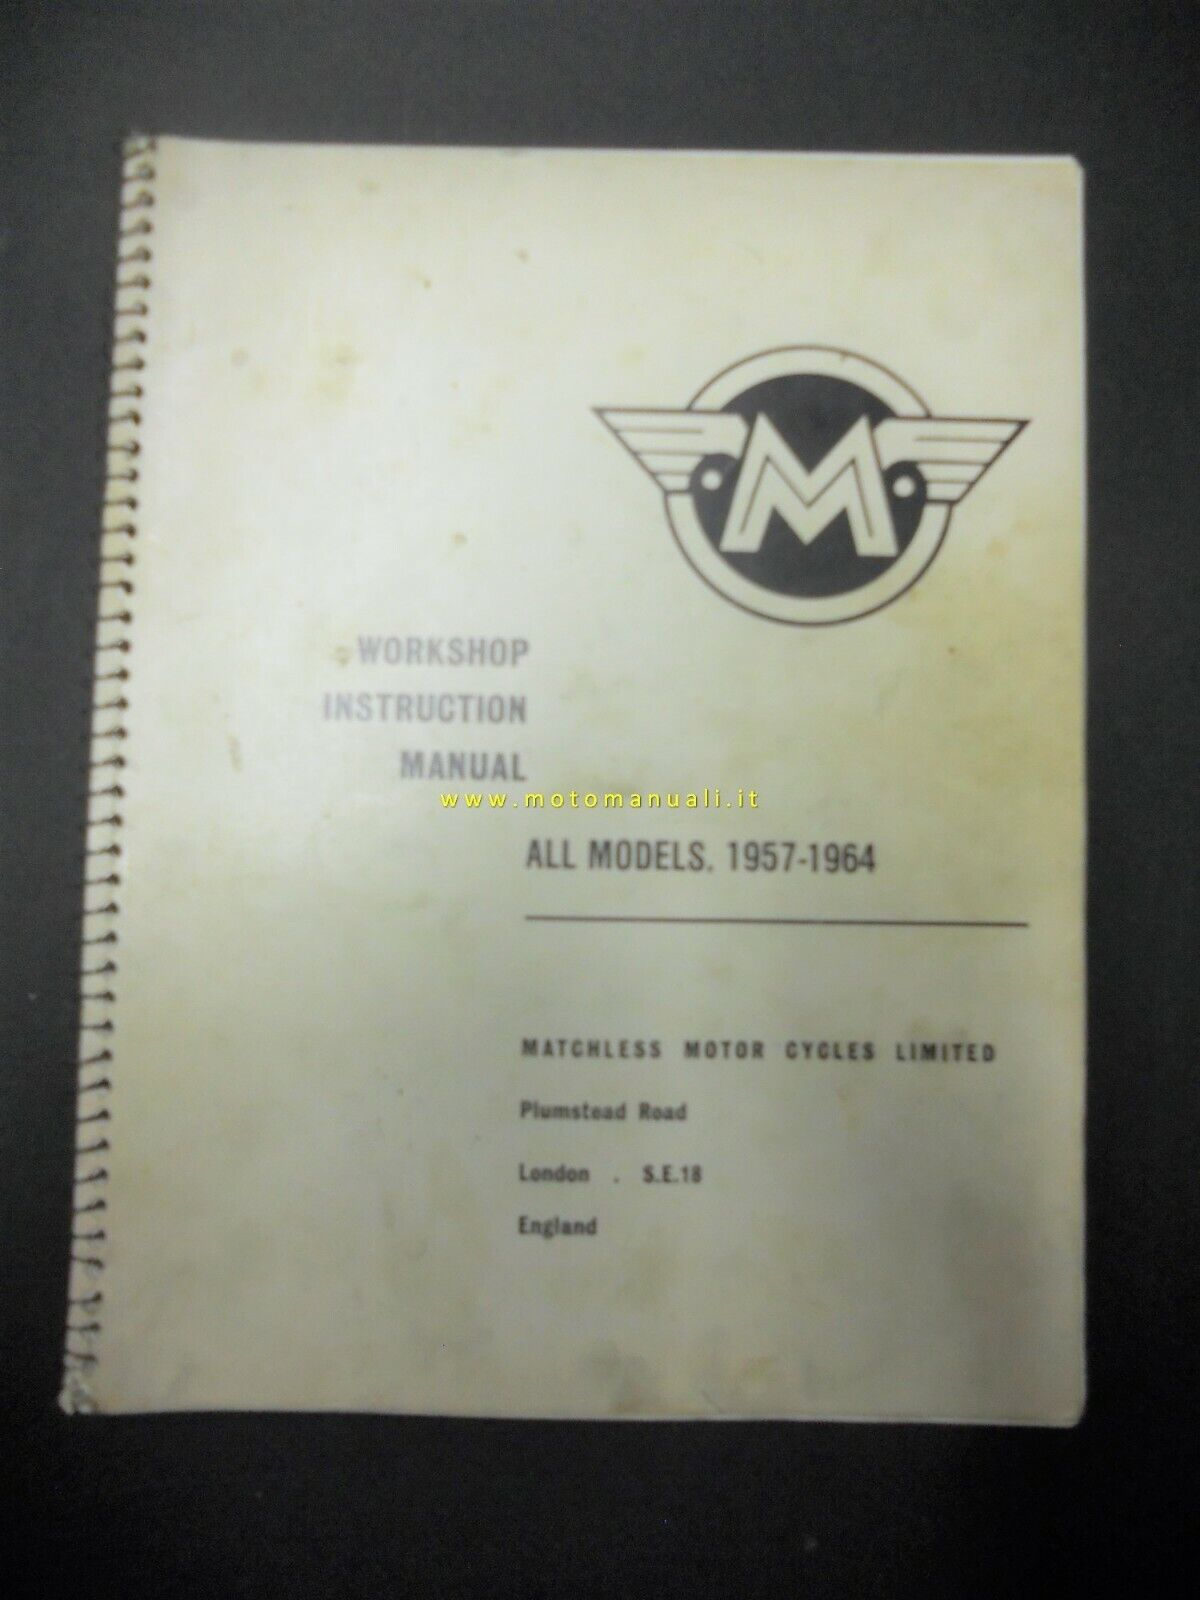 M
WORKSHOP
INSTRUCTION
MANUAL
www.motomanuali.it
ALL MODELS. 1957-1964
MATCHLESS MOTOR CYCLES LIMITED
Plumstead Road
London . S.E.18
England